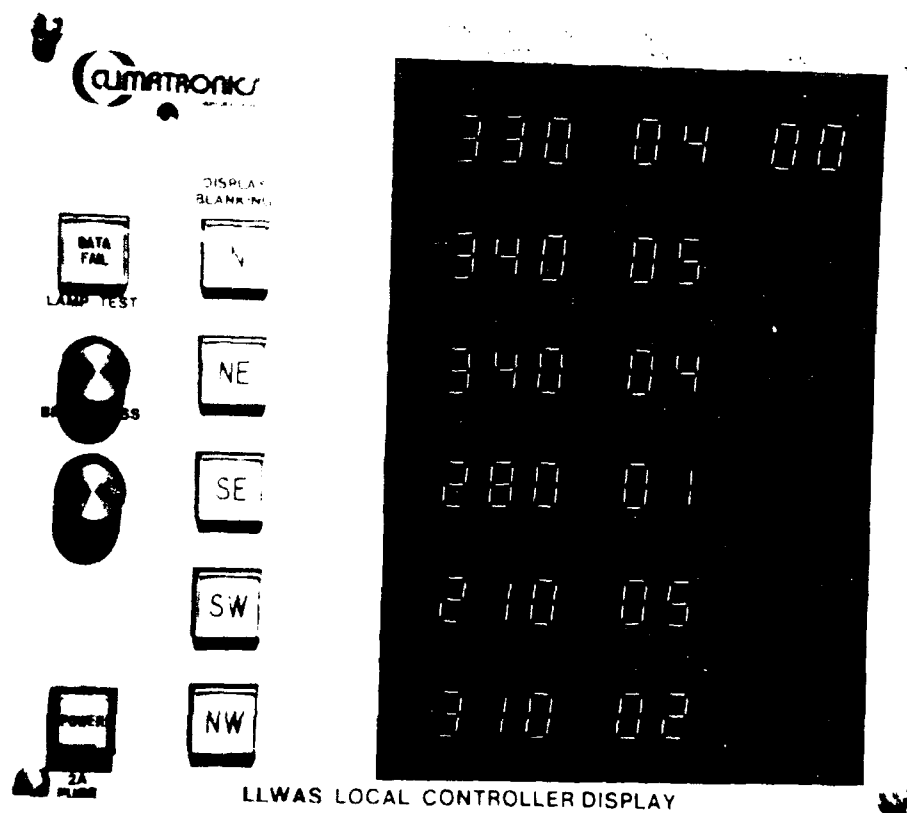 CLIMATRONICS
330 04 00
DISPLAY
BLANKING
DATA
FAIL
N
340 05
LAMP TEST
NE
340 04
SE
280 01
SW
210 05
POWER
NW
310 02
2A
LLWAS LOCAL CONTROLLER DISPLAY